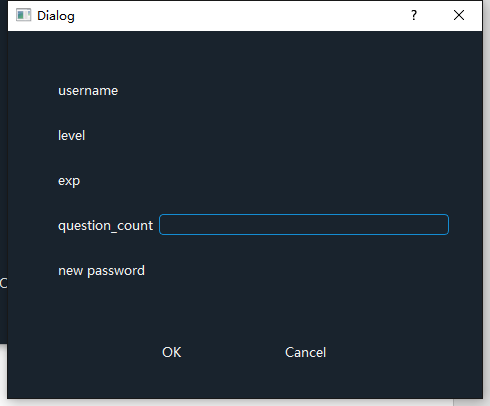 Dialog
?
username
level
exp
question_count
new password
OK
Cancel